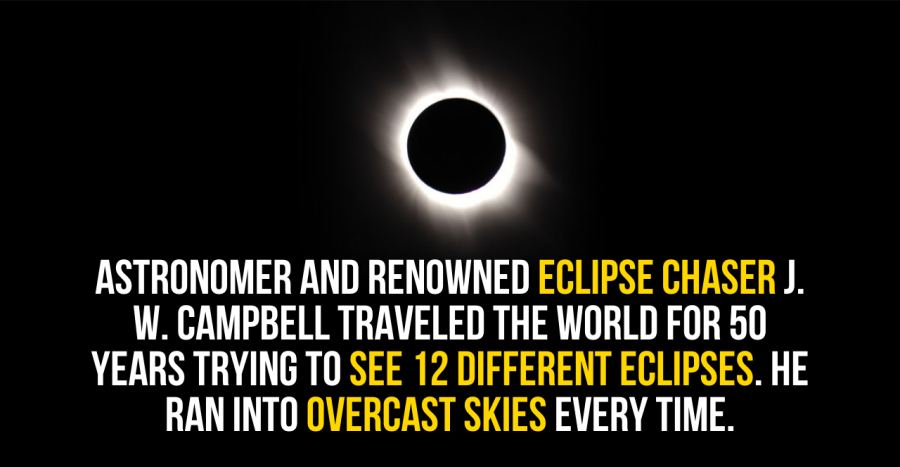 ASTRONOMER AND RENOWNED ECLIPSE CHASER J.
W. CAMPBELL TRAVELED THE WORLD FOR 50
YEARS TRYING TO SEE 12 DIFFERENT ECLIPSES. HE
RAN INTO OVERCAST SKIES EVERY TIME.